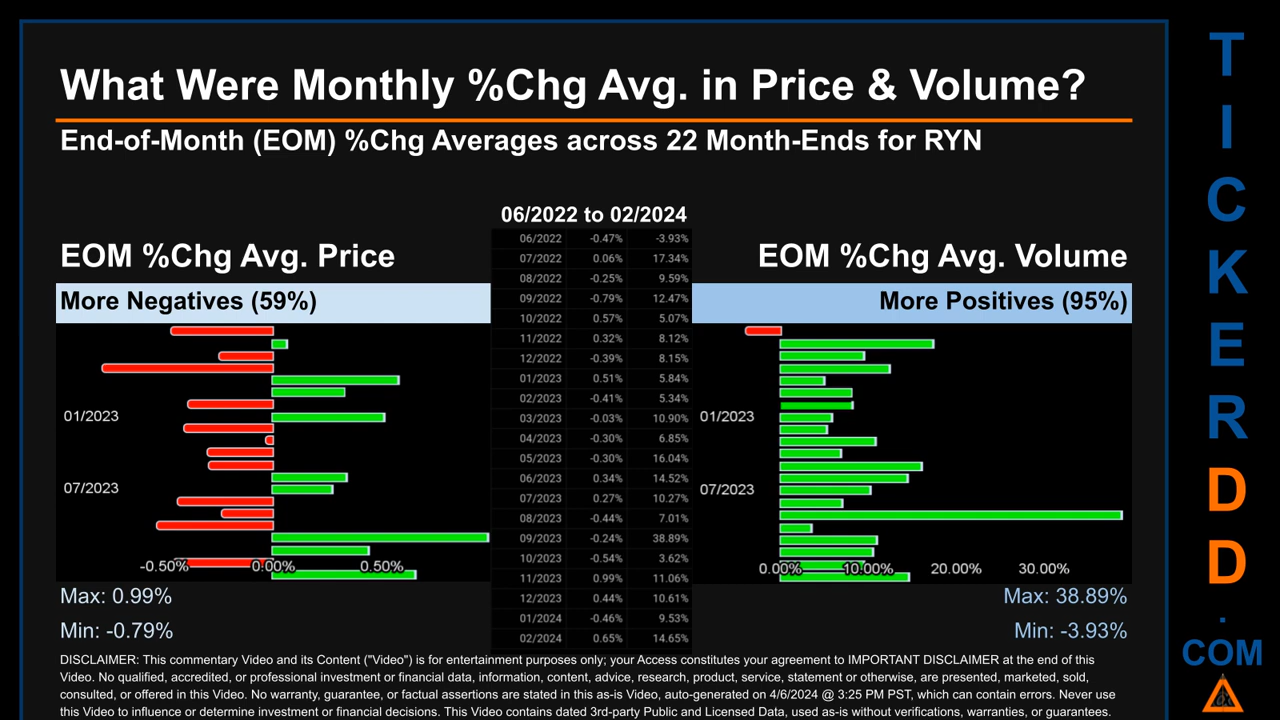 What Were Monthly %Chg Avg. in Price & Volume?
End-of-Month (EOM) %Chg Averages across 22 Month-Ends for RYN
06/2022 to 02/2024
EOM %Chg Avg. Price
More Negatives (59%)
01/2023
07/2023
-0.50% 0.00% 0.50%
Max: 0.99%
Min: -0.79%
06/2022 -0.47% -3.93%
07/2022 0.06% 17.34%
08/2022 -0.25% 9.59%
09/2022 -0.79% 12.47%
10/2022 0.57% 5.07%
11/2022 0.32% 8.12%
12/2022 -0.39% 8.15%
01/2023 0.51% 5.84%
02/2023 -0.41% 5.34%
03/2023 -0.03% 10.90%
04/2023 -0.30% 6.85%
05/2023 -0.30% 16.04%
06/2023 0.34% 14.52%
07/2023 0.27% 10.27%
08/2023 -0.44% 7.01%
09/2023 -0.24% 38.89%
10/2023 -0.54% 3.62%
11/2023 0.99% 11.06%
12/2023 0.44% 10.61%
01/2024 -0.46% 9.53%
02/2024 0.65% 14.65%
EOM %Chg Avg. Volume
More Positives (95%)
01/2023
07/2023
0.00% 10.00% 20.00% 30.00%
Max: 38.89%
Min: -3.93%
DISCLAIMER: This commentary Video and its Content ("Video") is for entertainment purposes only; your Access constitutes your agreement to IMPORTANT DISCLAIMER at the end of this
Video. No qualified, accredited, or professional investment or financial data, information, content, advice, research, product, service, statement or otherwise, are presented, marketed, sold,
consulted, or offered in this Video. No warranty, guarantee, or factual assertions are stated in this as-is Video, auto-generated on 4/6/2024 @ 3:25 PM PST, which can contain errors. Never use
this Video to influence or determine investment or financial decisions. This Video contains dated 3rd-party Public and Licensed Data, used as-is without verifications, warranties, or guarantees.
T
I
C
K
E
R
D
D
.
COM